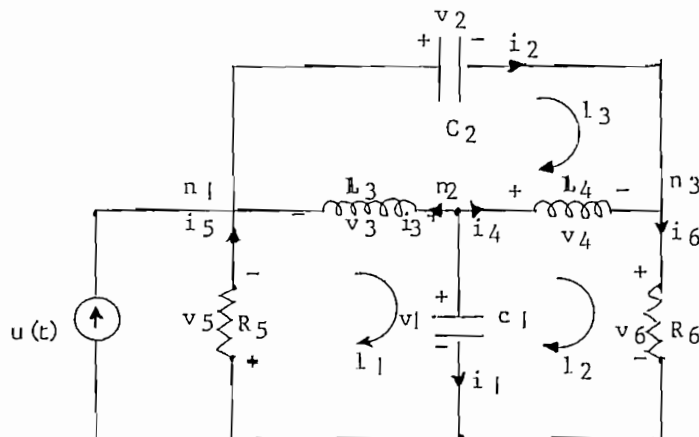 v2
+ −
i2
C2
l3
n1
L3
n2
+ L4 −
n3
i5
− v3 i3 +
i4
v4
i6
−
+
+
u(t)
v5
R5
v1
c1
v6
R6
+
l1
−
i1
l2
−